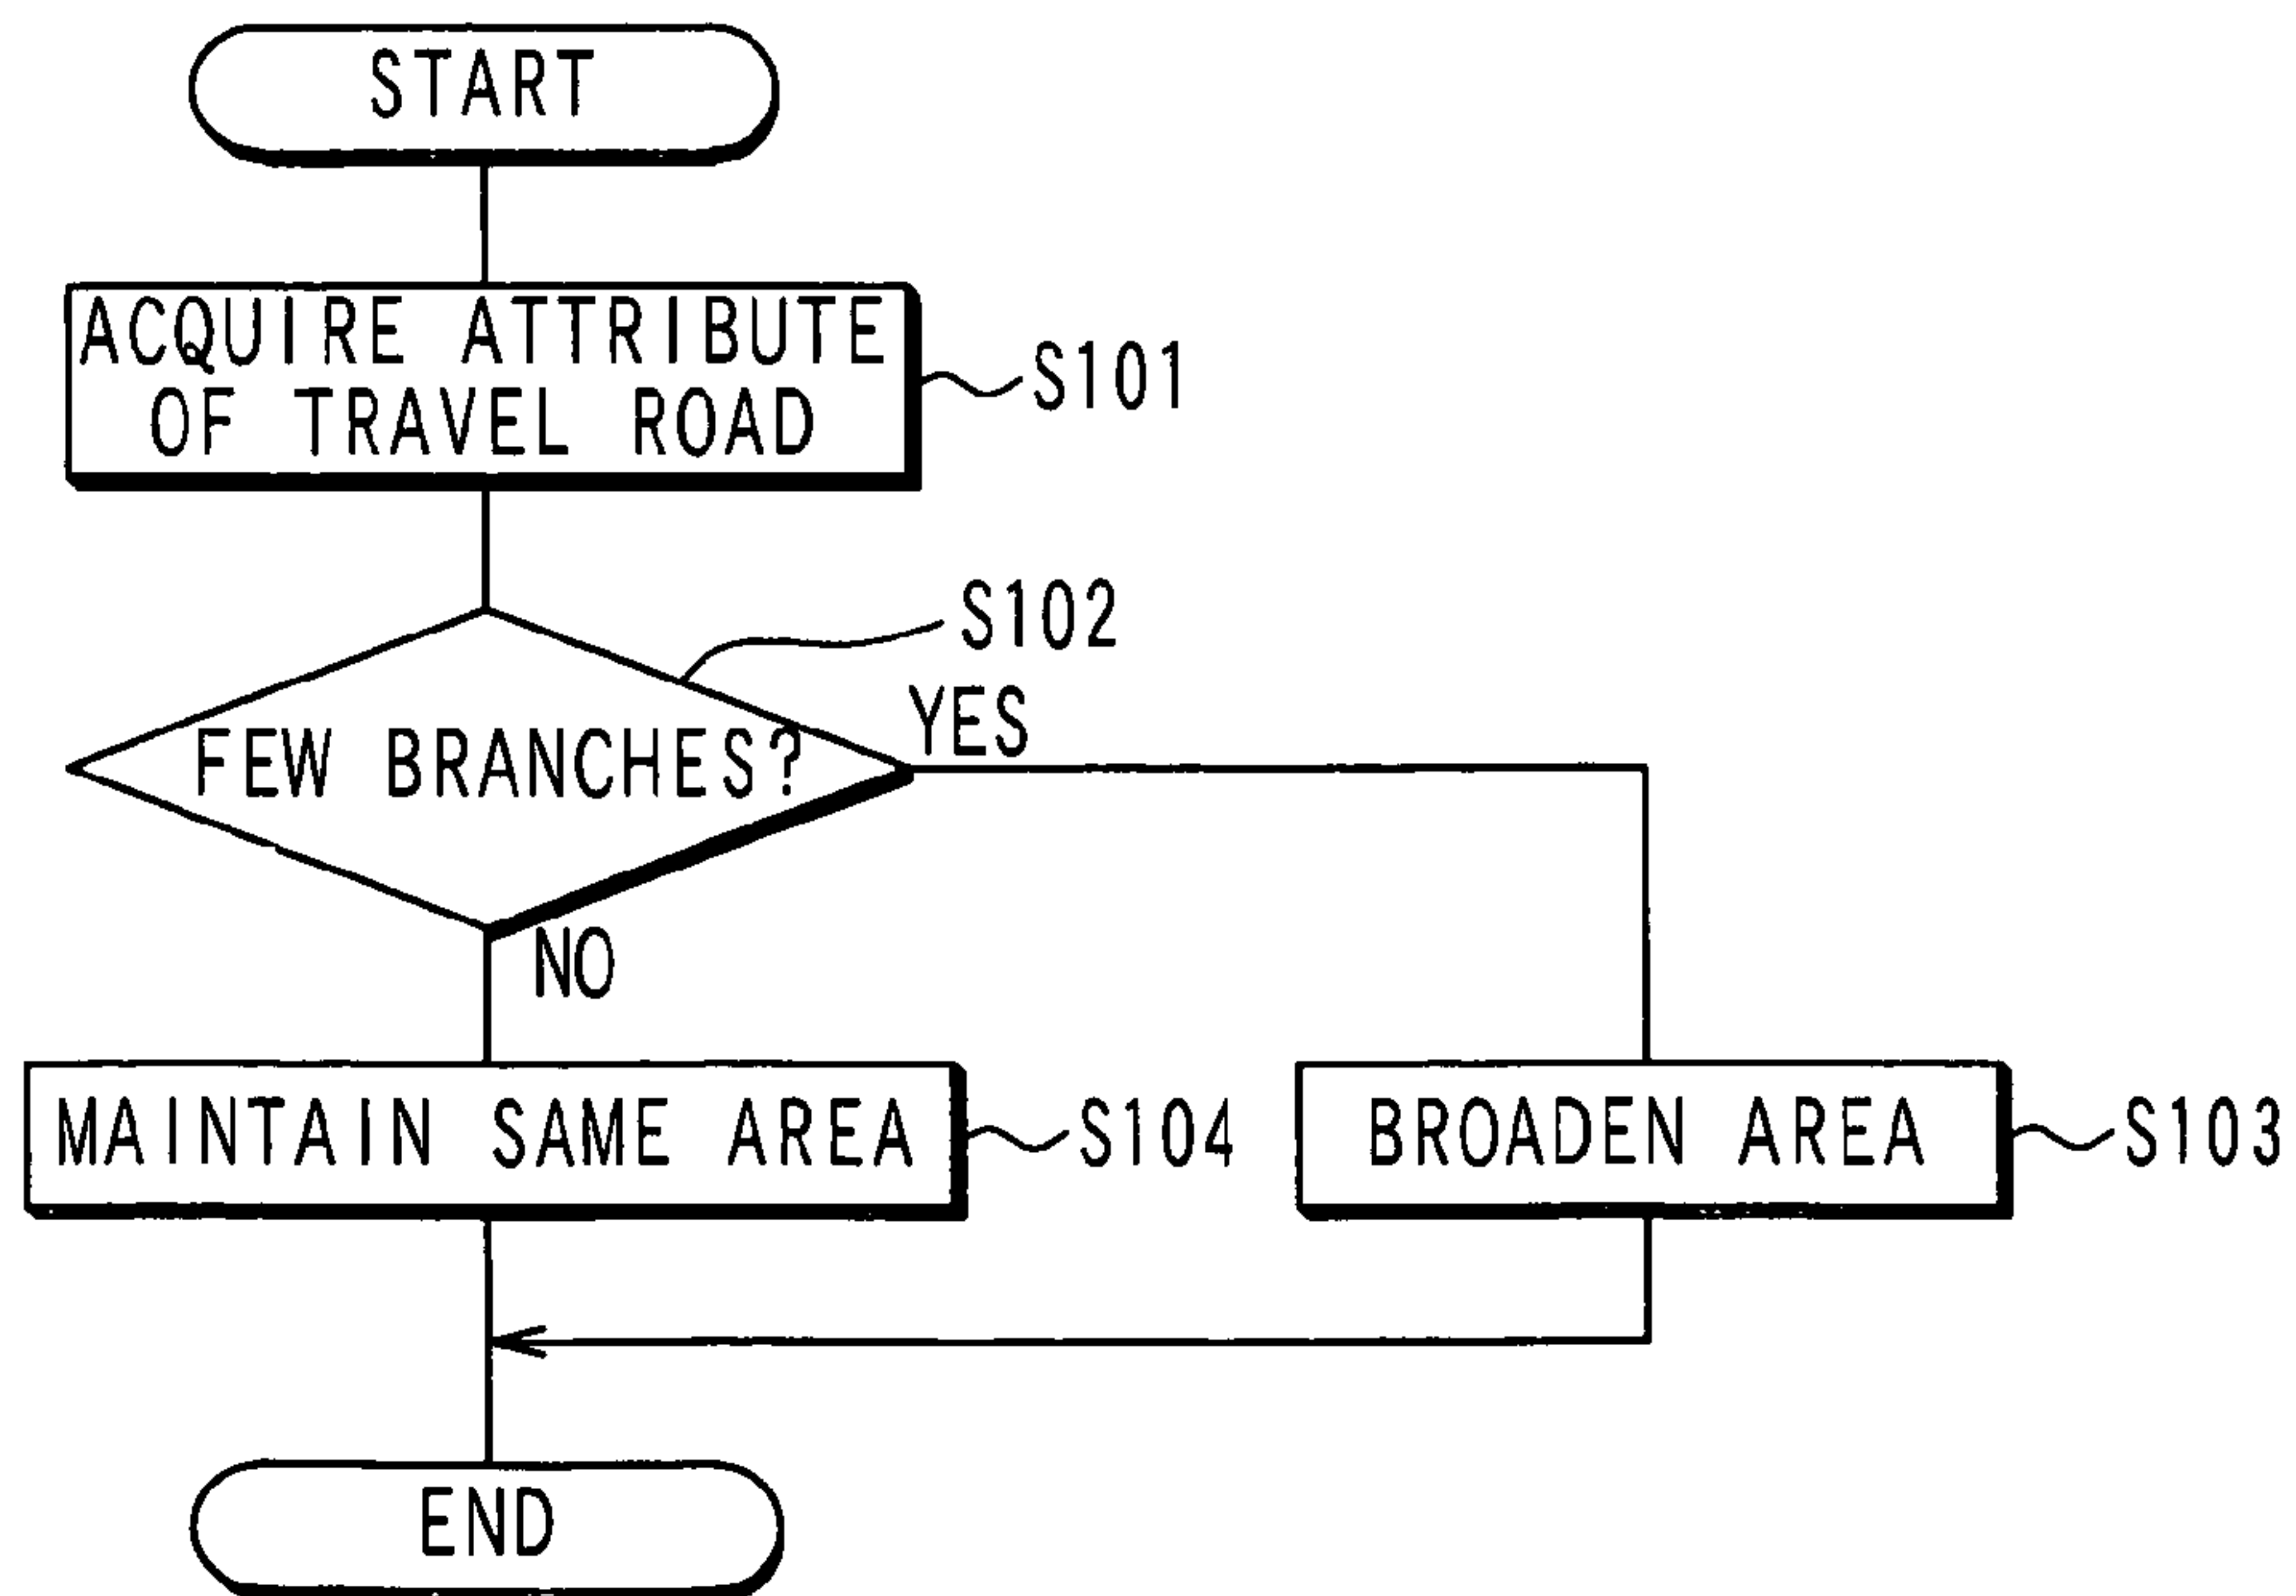 START
ACQUIRE ATTRIBUTE
OF TRAVEL ROAD
S101
S102
FEW BRANCHES?
YES
NO
MAINTAIN SAME AREA
S104
BROADEN AREA
S103
END